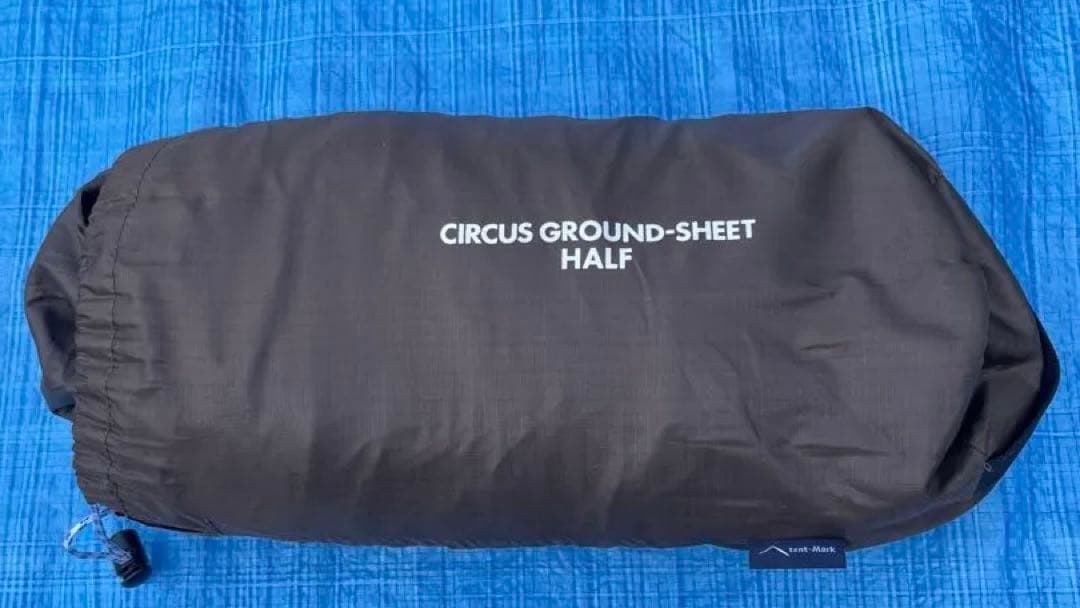 CIRCUS GROUND-SHEET
HALF
tent-Mark